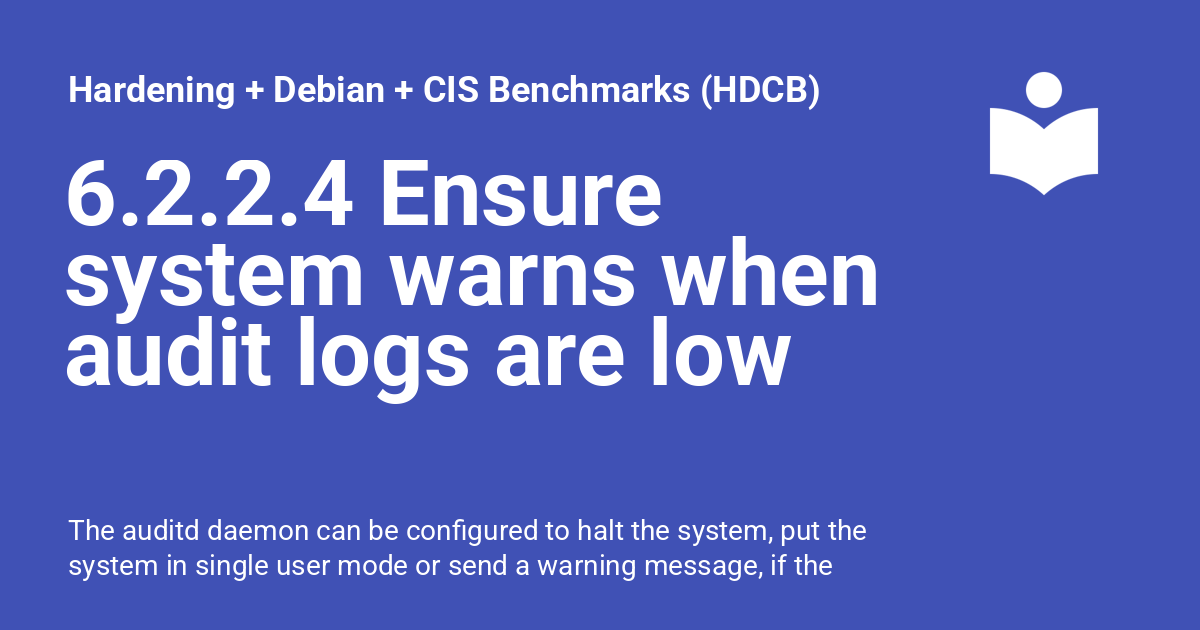 Hardening + Debian + CIS Benchmarks (HDCB)
6.2.2.4 Ensure
system warns when
audit logs are low
The auditd daemon can be configured to halt the system, put the
system in single user mode or send a warning message, if the